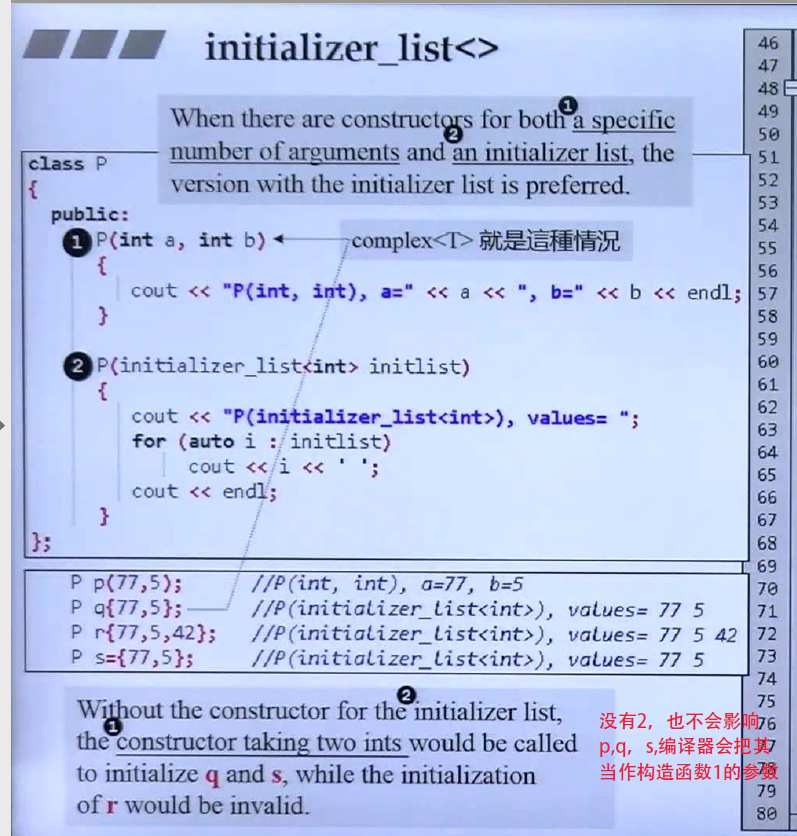 initializer_list<>
When there are constructors for both a specific
number of arguments and an initializer list, the
version with the initializer list is preferred.
class P
{
public:
1 P(int a, int b)
complex<T> 就是這種情況
{
cout << "P(int, int), a=" << a << ", b=" << b << endl;
}
2 P(initializer_list<int> initlist)
{
cout << "P(initializer_list<int>), values= ";
for (auto i : initlist)
cout << i << ' ';
cout << endl;
}
};
P p(77,5); //P(int, int), a=77, b=5
P q{77,5}; //P(initializer_list<int>), values= 77 5
P r{77,5,42}; //P(initializer_list<int>), values= 77 5 42
P s={77,5}; //P(initializer_list<int>), values= 77 5
Without the constructor for the initializer list,
the constructor taking two ints would be called
to initialize q and s, while the initialization
of r would be invalid.
没有2，也不会影响
p,q，s,编译器会把其
当作构造函数1的参数
46
47
48
49
50
51
52
53
54
55
56
57
58
59
60
61
62
63
64
65
66
67
68
69
70
71
72
73
74
75
76
77
78
79
80